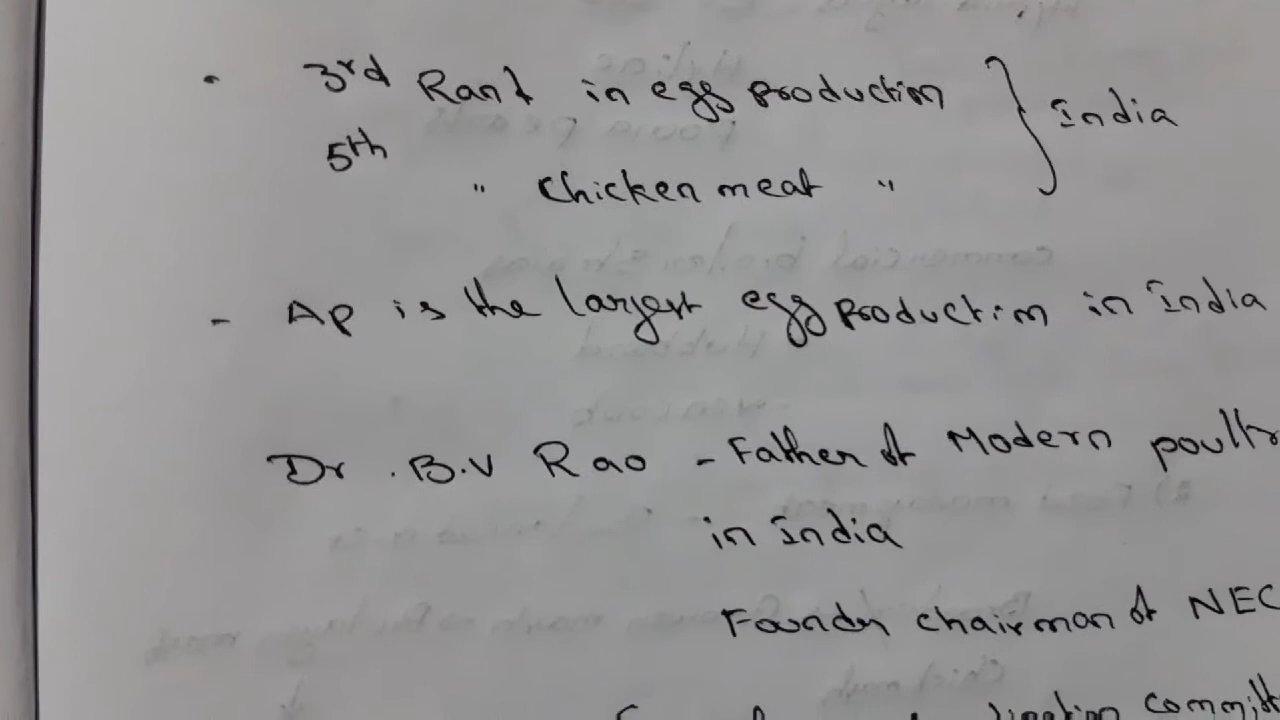 3rd Rank in egg production } India
5th " chicken meat "
- AP is the largest egg production in India
Dr. B.V Rao - Father of Modern poultr
in India
Founder chairman of NEC
committ